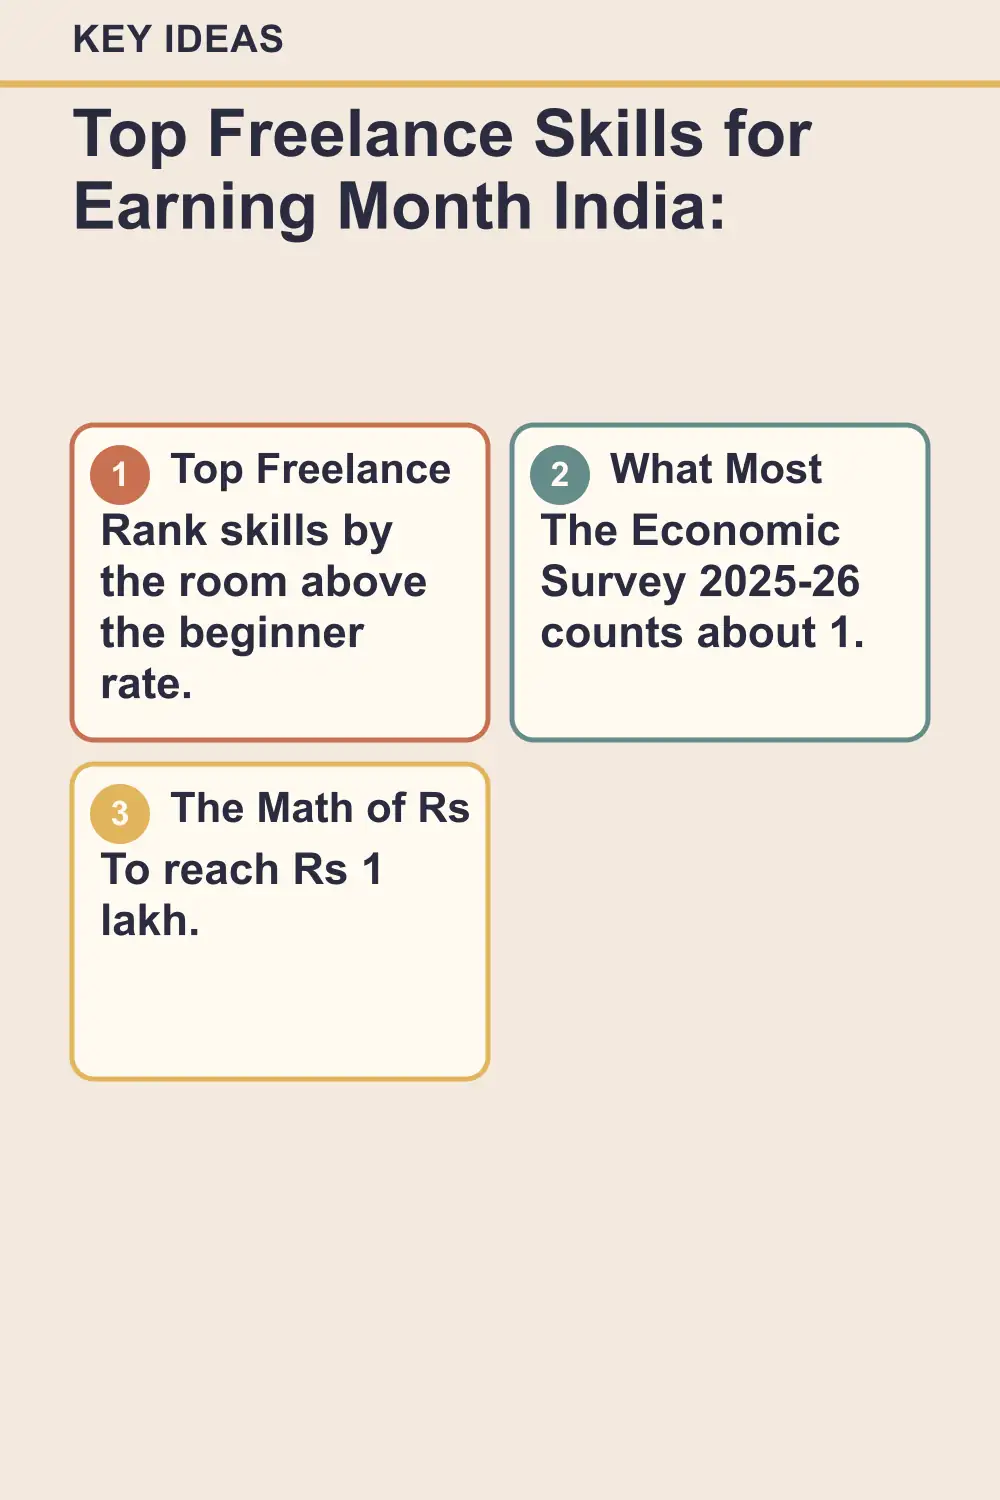 KEY IDEAS
Top Freelance Skills for
Earning Month India:
1
Top Freelance
Rank skills by
the room above
the beginner
rate.
2
What Most
The Economic
Survey 2025-26
counts about 1.
3
The Math of Rs
To reach Rs 1
lakh.